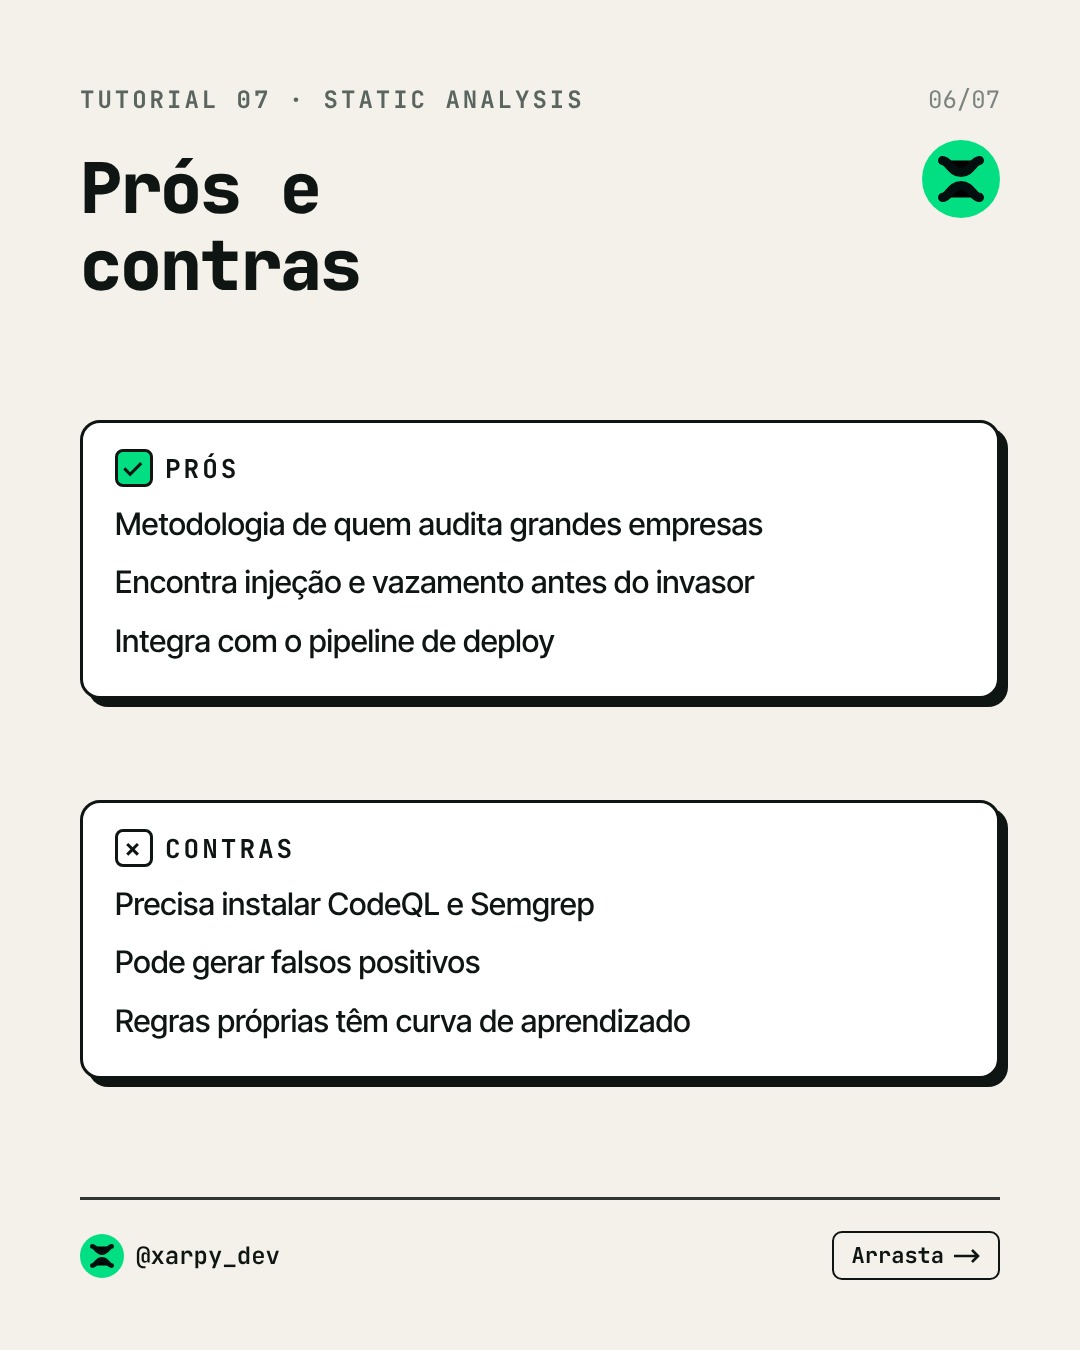 TUTORIAL 07 · STATIC ANALYSIS
06/07
Prós e
contras
PRÓS
Metodologia de quem audita grandes empresas
Encontra injeção e vazamento antes do invasor
Integra com o pipeline de deploy
CONTRAS
Precisa instalar CodeQL e Semgrep
Pode gerar falsos positivos
Regras próprias têm curva de aprendizado
@xarpy_dev
Arrasta →